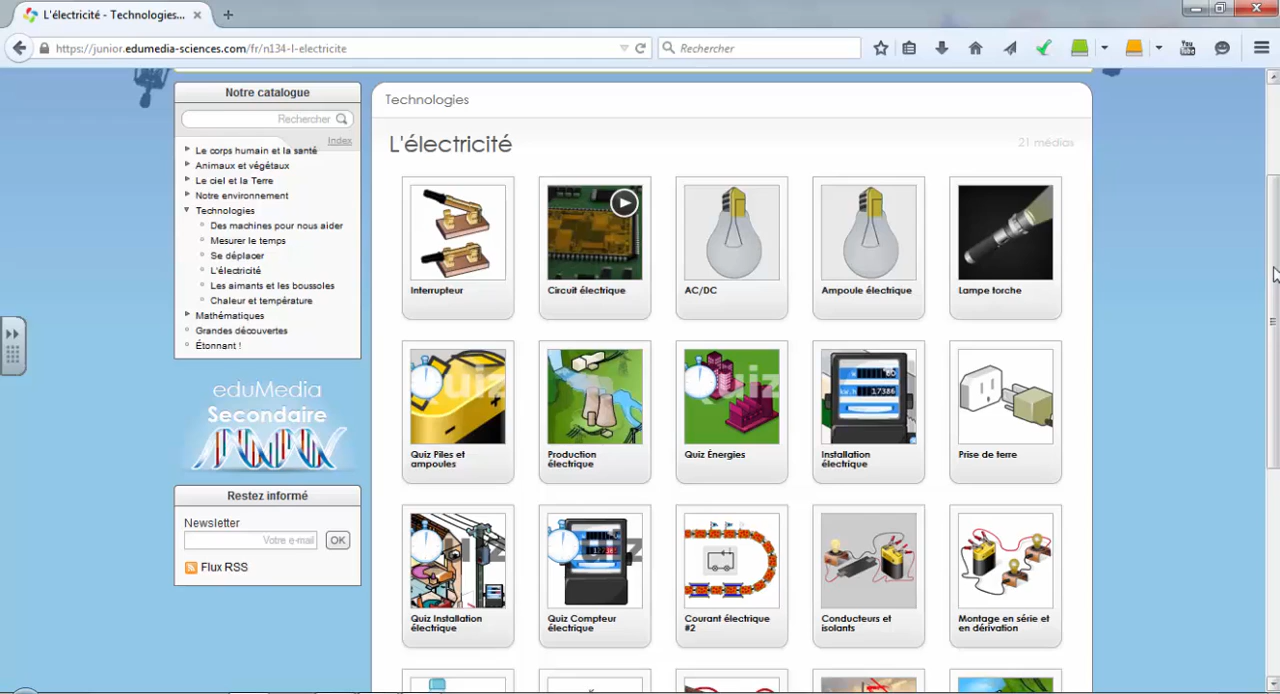 L'électricité - Technologies...
https://junior.edumedia-sciences.com/fr/n134-l-electricite
Rechercher
You
Notre catalogue
Rechercher
Index
Le corps humain et la santé
Animaux et végétaux
Le ciel et la Terre
Notre environnement
Technologies
Des machines pour nous aider
Mesurer le temps
Se déplacer
L'électricité
Les aimants et les boussoles
Chaleur et température
Mathématiques
Grandes découvertes
Étonnant !
eduMedia
Secondaire
Restez informé
Newsletter
Votre e-mail
OK
Flux RSS
Technologies
L'électricité
21 médias
Interrupteur
Circuit électrique
AC/DC
Ampoule électrique
Lampe torche
Quiz
Quiz
17386
Quiz Piles et
ampoules
Production
électrique
Quiz Énergies
Installation
électrique
Prise de terre
Quiz Installation
électrique
Quiz Compteur
électrique
Courant électrique
#2
Conducteurs et
isolants
Montage en série et
en dérivation